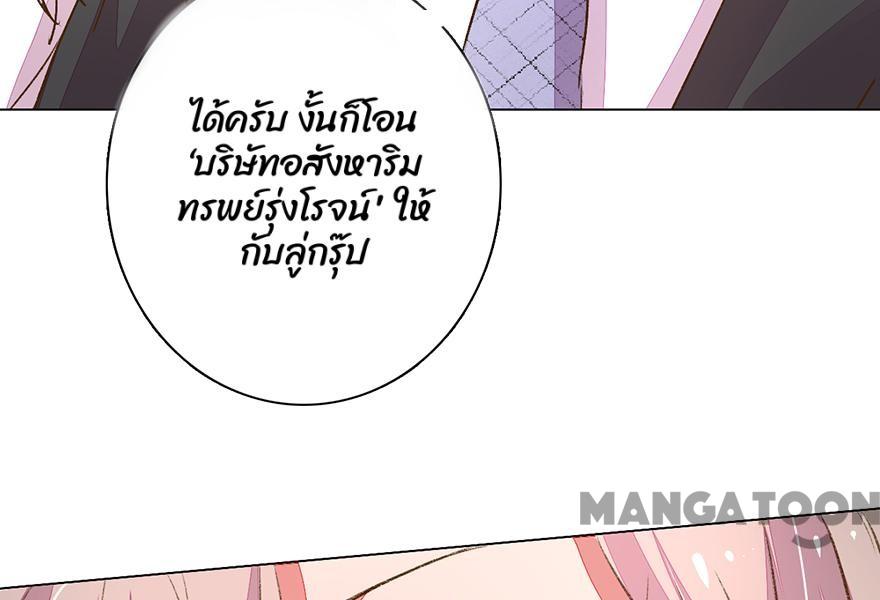 ได้ครับ งั้นก็โอน
‘บริษัทอสังหาริม
ทรพย์รุ่งโรจน์’ ให้
กับลู่กรุ๊ป
MANGATOON